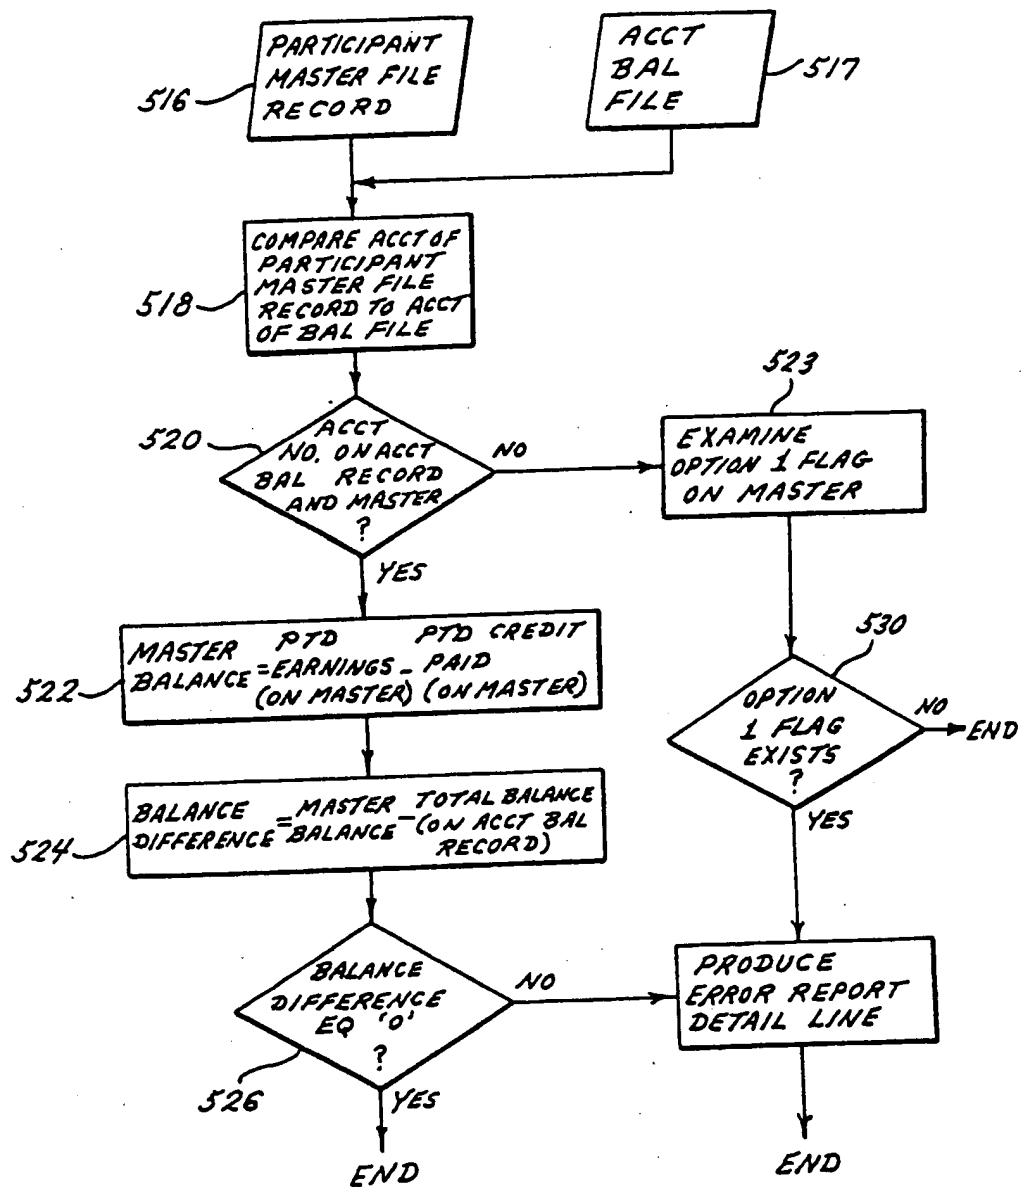 PARTICIPANT
MASTER FILE
RECORD
516
ACCT
BAL
FILE
517
COMPARE ACCT OF
PARTICIPANT
MASTER FILE
RECORD TO ACCT
OF BAL FILE
518
ACCT
NO. ON ACCT
BAL RECORD
AND MASTER
?
520
NO
YES
523
EXAMINE
OPTION 1 FLAG
ON MASTER
MASTER PTD PTD CREDIT
BALANCE = EARNINGS - PAID
(ON MASTER) (ON MASTER)
522
530
OPTION
1 FLAG
EXISTS
?
NO
END
YES
BALANCE = MASTER - TOTAL BALANCE
DIFFERENCE BALANCE (ON ACCT BAL
RECORD)
524
BALANCE
DIFFERENCE
EQ '0'
?
526
NO
YES
END
PRODUCE
ERROR REPORT
DETAIL LINE
END